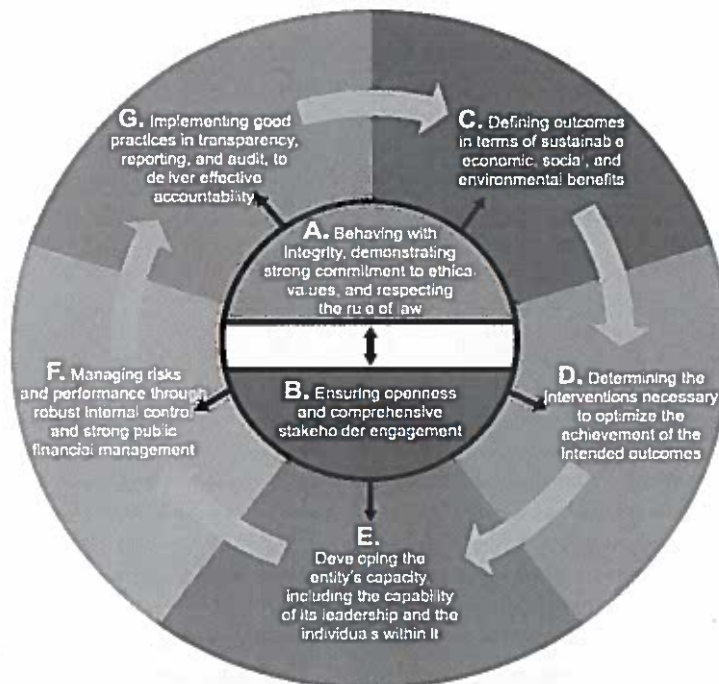 G. Implementing good
practices in transparency,
reporting, and audit, to
deliver effective
accountability
C. Defining outcomes
in terms of sustainable
economic, social, and
environmental benefits
A. Behaving with
Integrity, demonstrating
strong commitment to ethical
values, and respecting
the rule of law
B. Ensuring openness
and comprehensive
stakeholder engagement
F. Managing risks
and performance through
robust internal control
and strong public
financial management
D. Determining the
interventions necessary
to optimize the
achievement of the
intended outcomes
E.
Developing the
entity's capacity
including the capability
of its leadership and the
individuals within it